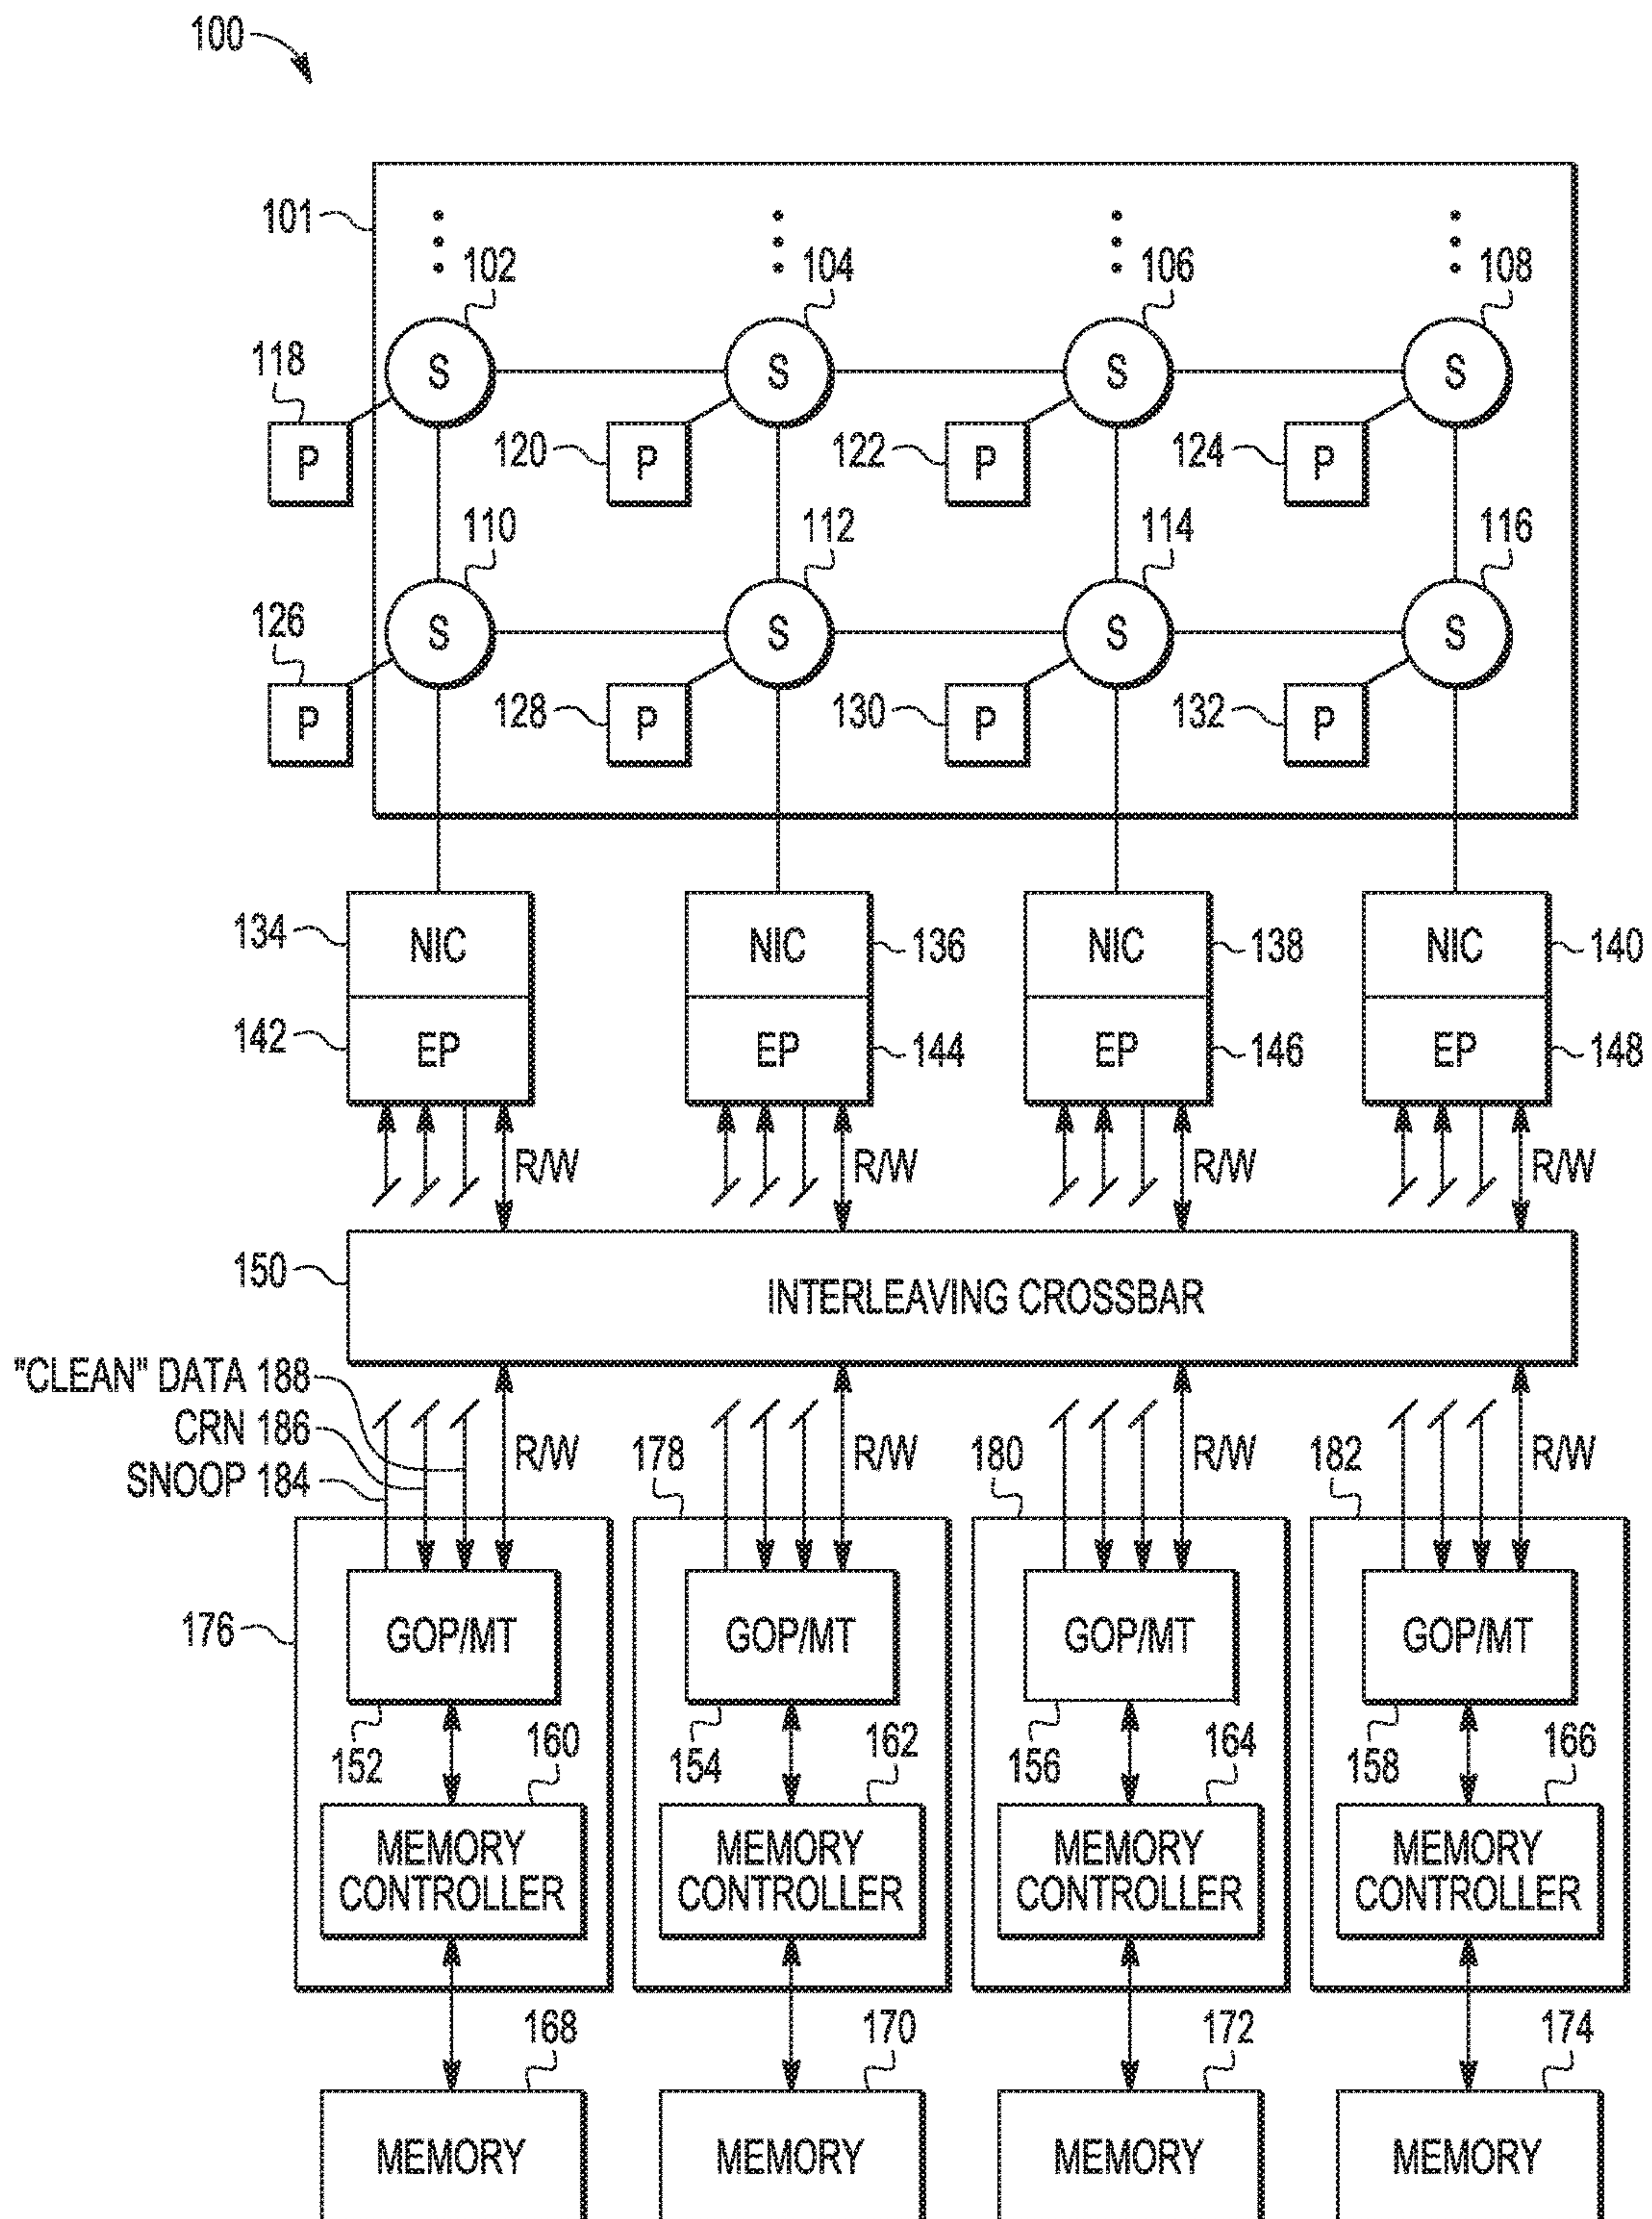 100
101
102 104 106 108
S S S S
118 120 122 124
P P P P
110 112 114 116
S S S S
126 128 130 132
P P P P
134 NIC NIC 136 NIC 138 NIC 140
142 EP EP 144 EP 146 EP 148
R/W R/W R/W R/W
150 INTERLEAVING CROSSBAR
"CLEAN" DATA 188
CRN 186
SNOOP 184
R/W 178 R/W 180 R/W 182 R/W
176 GOP/MT GOP/MT GOP/MT GOP/MT
152 160 154 162 156 164 158 166
MEMORY MEMORY MEMORY MEMORY
CONTROLLER CONTROLLER CONTROLLER CONTROLLER
168 170 172 174
MEMORY MEMORY MEMORY MEMORY